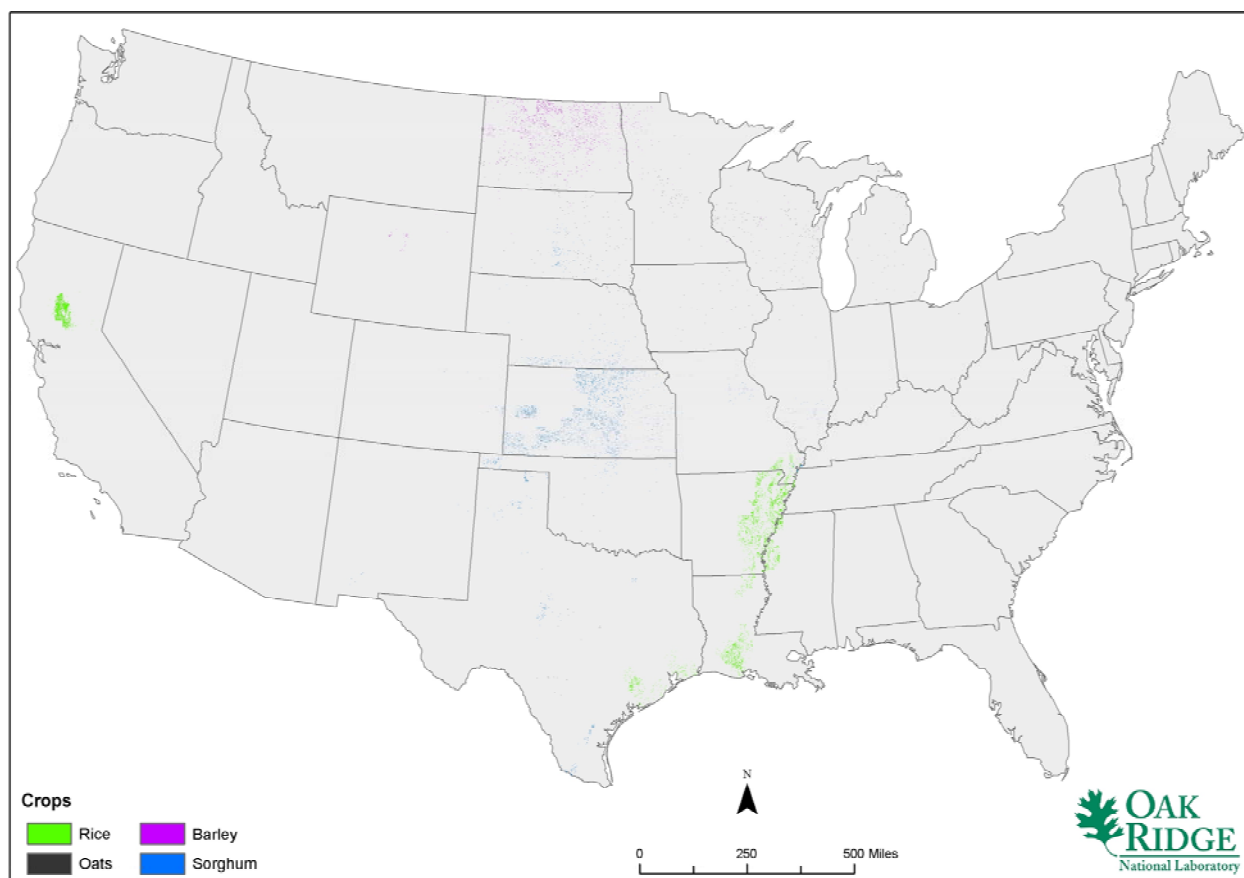 N
Crops
Rice
Barley
Oats
Sorghum
0 250 500 Miles
OAK
RIDGE
National Laboratory